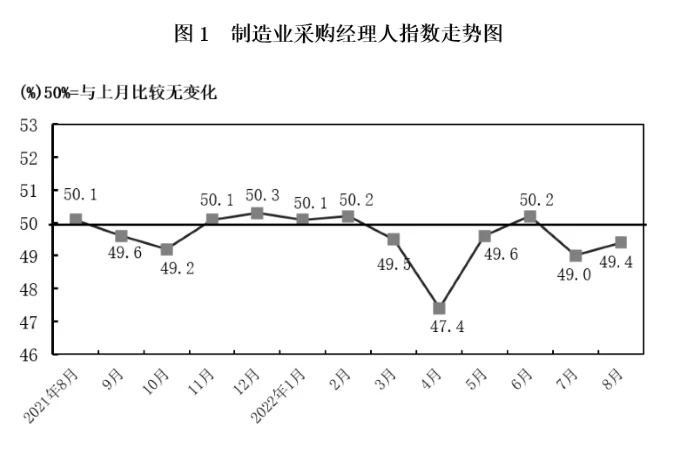 图 1 制造业采购经理人指数走势图
(%)50%=与上月比较无变化
53
52
51
50
49
48
47
46
50.1
49.6
49.2
50.1
50.3
50.1
50.2
49.5
47.4
49.6
50.2
49.0
49.4
2021年8月
9月
10月
11月
12月
2022年1月
2月
3月
4月
5月
6月
7月
8月